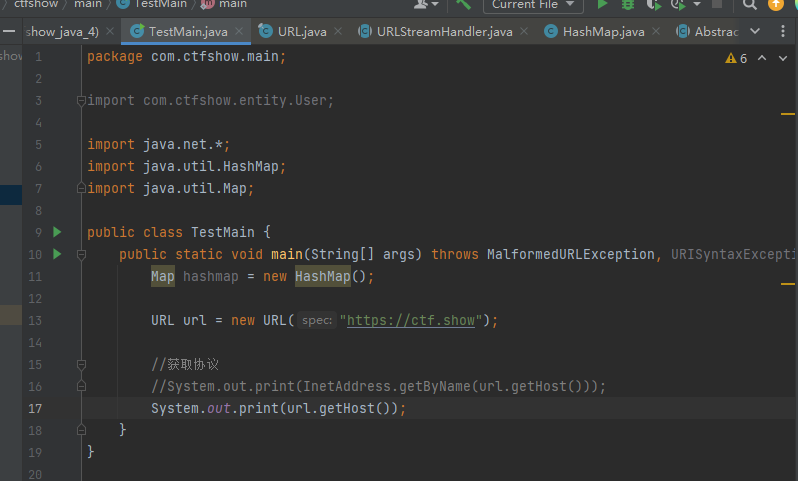 ctfshow main TestMain main Current File
show_java_4) TestMain.java URL.java URLStreamHandler.java HashMap.java Abstrac
show
6
1 package com.ctfshow.main;
2
3 import com.ctfshow.entity.User;
4
5 import java.net.*;
6 import java.util.HashMap;
7 import java.util.Map;
8
9 public class TestMain {
10 public static void main(String[] args) throws MalformedURLException, URISyntaxExcepti
11 Map hashmap = new HashMap();
12
13 URL url = new URL( spec: "https://ctf.show");
14
15 //获取协议
16 //System.out.print(InetAddress.getByName(url.getHost()));
17 System.out.print(url.getHost());
18 }
19 }
20